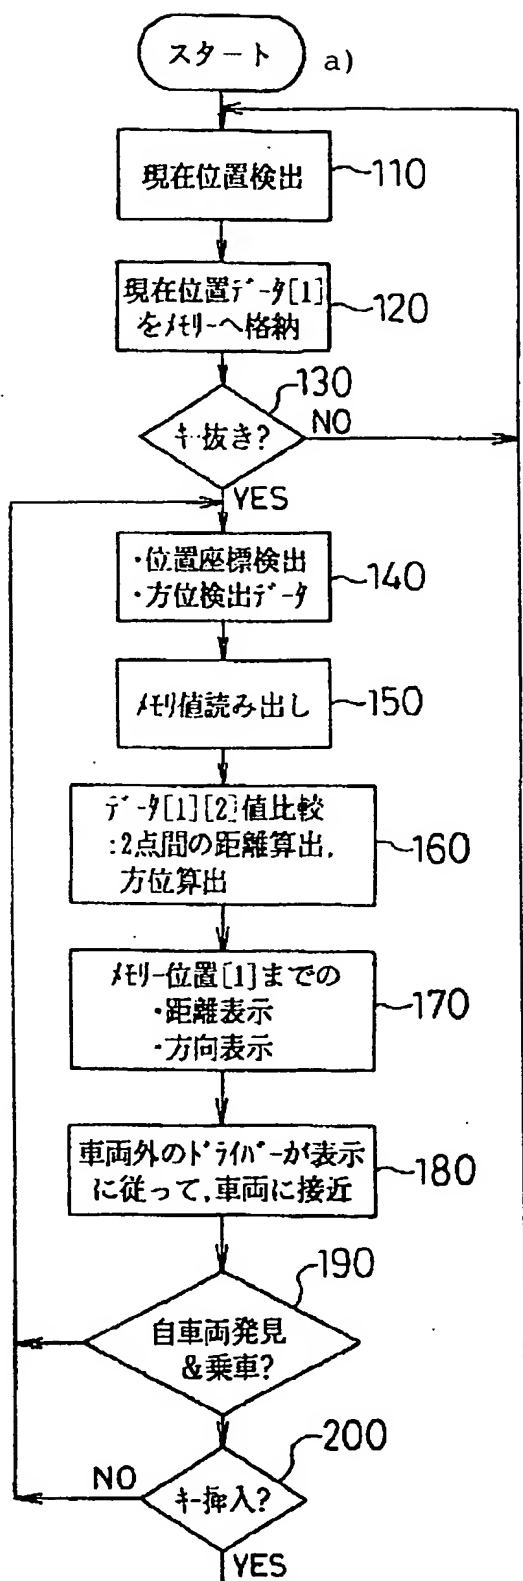 スタート a)
現在位置検出 110
現在位置データ[1]
をメモリーへ格納 120
130
キー抜き? NO
YES
・位置座標検出
・方位検出データ 140
メモリ値読み出し 150
データ[1][2]値比較
:2点間の距離算出,
方位算出 160
メモリー位置[1]までの
・距離表示
・方向表示 170
車両外のドライバーが表示
に従って,車両に接近 180
190
自車両発見
&乗車?
200
NO キー挿入?
YES